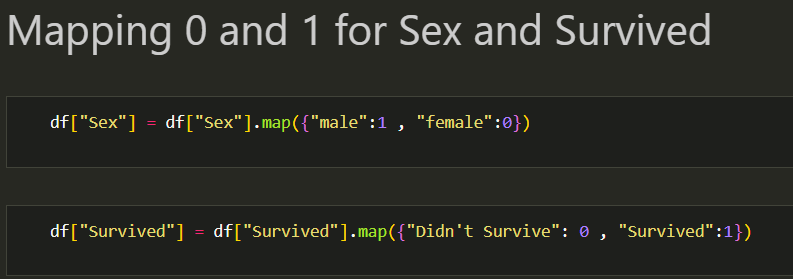 Mapping 0 and 1 for Sex and Survived
df["Sex"] = df["Sex"].map({"male":1 , "female":0})
df["Survived"] = df["Survived"].map({"Didn't Survive": 0 , "Survived":1})